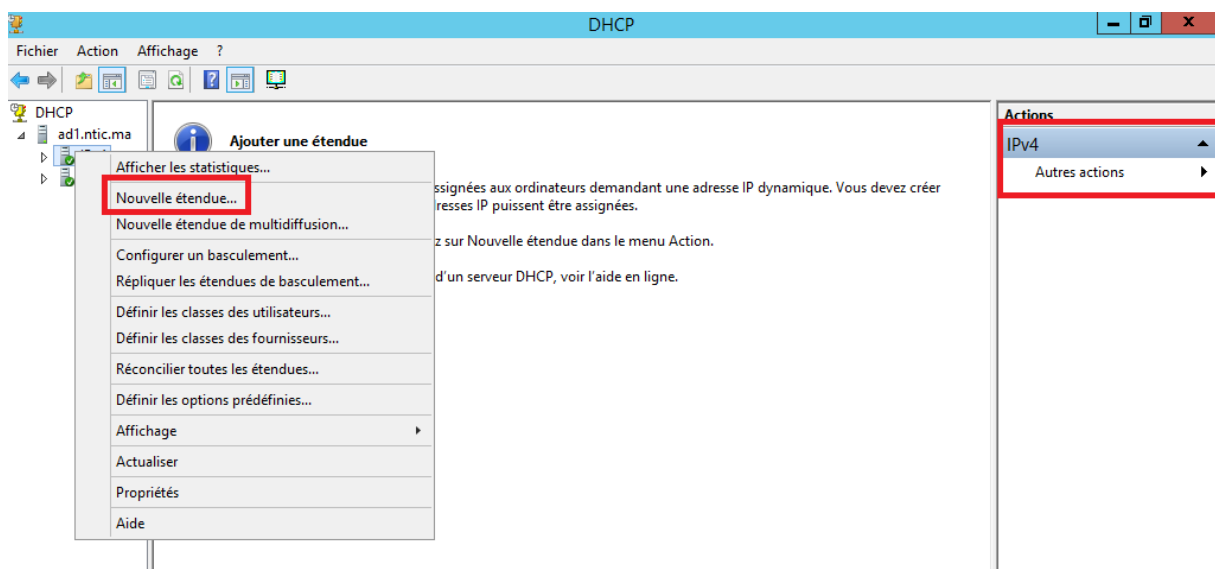 DHCP
Fichier Action Affichage ?
DHCP
ad1.ntic.ma
Ajouter une étendue
ssignées aux ordinateurs demandant une adresse IP dynamique. Vous devez créer
resses IP puissent être assignées.
z sur Nouvelle étendue dans le menu Action.
d'un serveur DHCP, voir l'aide en ligne.
Afficher les statistiques...
Nouvelle étendue...
Nouvelle étendue de multidiffusion...
Configurer un basculement...
Répliquer les étendues de basculement...
Définir les classes des utilisateurs...
Définir les classes des fournisseurs...
Réconcilier toutes les étendues...
Définir les options prédéfinies...
Affichage
Actualiser
Propriétés
Aide
Actions
IPv4
Autres actions